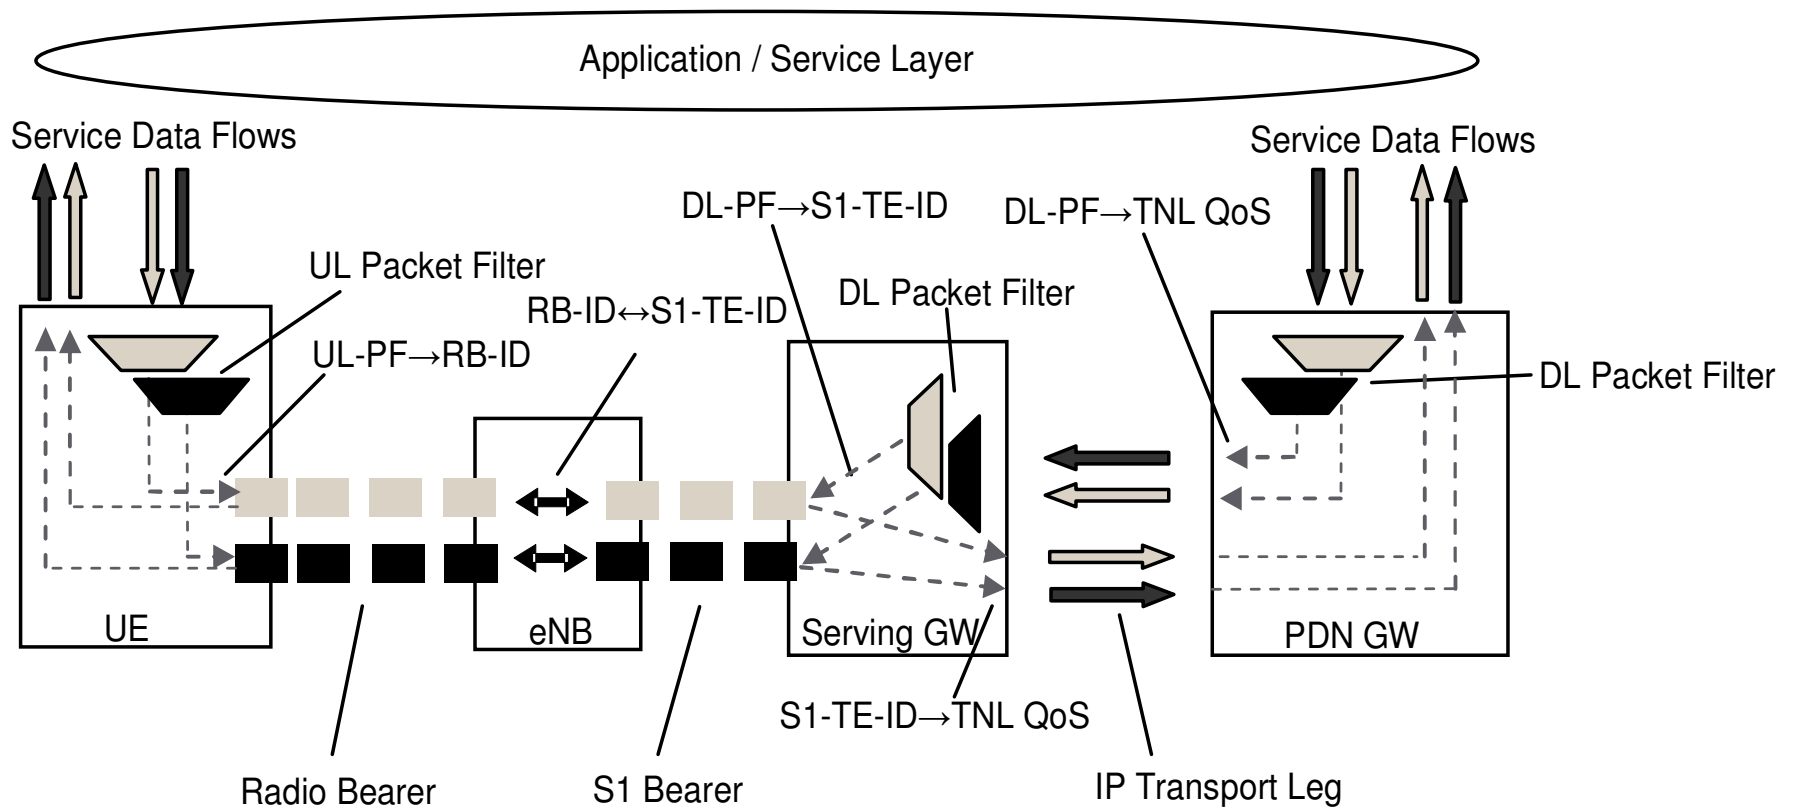 Application / Service Layer
Service Data Flows
Service Data Flows
DL-PF→S1-TE-ID
DL-PF→TNL QoS
UL Packet Filter
RB-ID↔S1-TE-ID
DL Packet Filter
UL-PF→RB-ID
DL Packet Filter
UE
eNB
Serving GW
PDN GW
S1-TE-ID→TNL QoS
Radio Bearer
S1 Bearer
IP Transport Leg